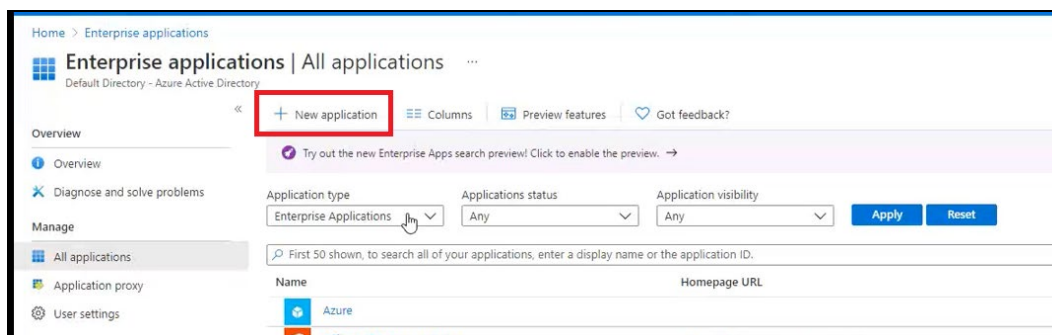 Home > Enterprise applications
Enterprise applications | All applications ...
Default Directory - Azure Active Directory
«
+ New application Columns Preview features Got feedback?
Overview
Try out the new Enterprise Apps search preview! Click to enable the preview. →
Overview
Diagnose and solve problems
Application type Applications status Application visibility
Enterprise Applications Any Any Apply Reset
Manage
All applications
First 50 shown, to search all of your applications, enter a display name or the application ID.
Application proxy
Name Homepage URL
User settings
Azure